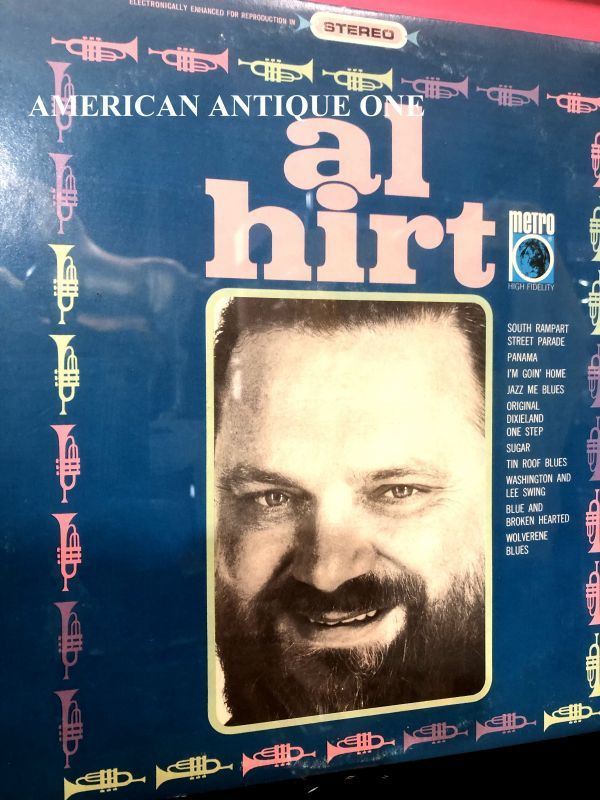 ELECTRONICALLY ENHANCED FOR REPRODUCTION IN
STEREO
AMERICAN ANTIQUE ONE
al
hirt
metro
HIGH FIDELITY
SOUTH RAMPART
STREET PARADE
PANAMA
I'M GOIN' HOME
JAZZ ME BLUES
ORIGINAL
DIXIELAND
ONE STEP
SUGAR
TIN ROOF BLUES
WASHINGTON AND
LEE SWING
BLUE AND
BROKEN HEARTED
WOLVERENE
BLUES